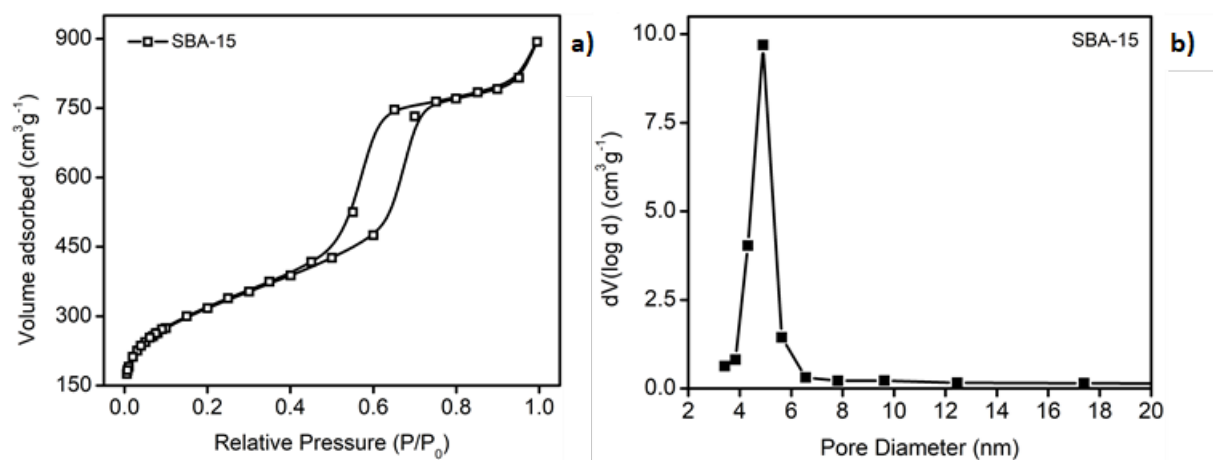 SBA-15
a)
900
750
600
450
300
150
0.0 0.2 0.4 0.6 0.8 1.0
Volume adsorbed (cm³g⁻¹)
Relative Pressure (P/P₀)
SBA-15
b)
10.0
7.5
5.0
2.5
0.0
2 4 6 8 10 12 14 16 18 20
dV(log d) (cm³g⁻¹)
Pore Diameter (nm)